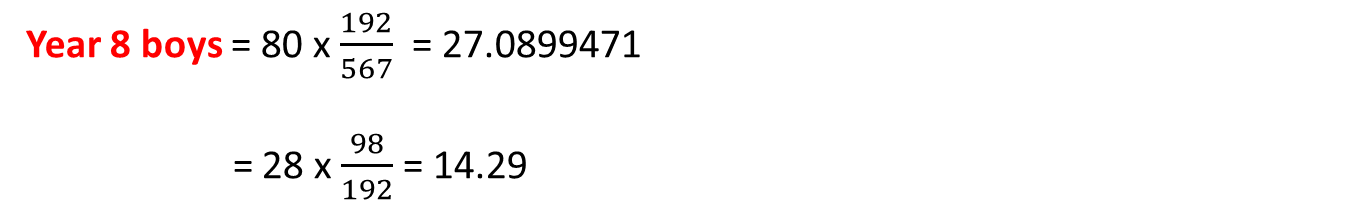 Year 8 boys = 80 x 192/567 = 27.0899471
= 28 x 98/192 = 14.29